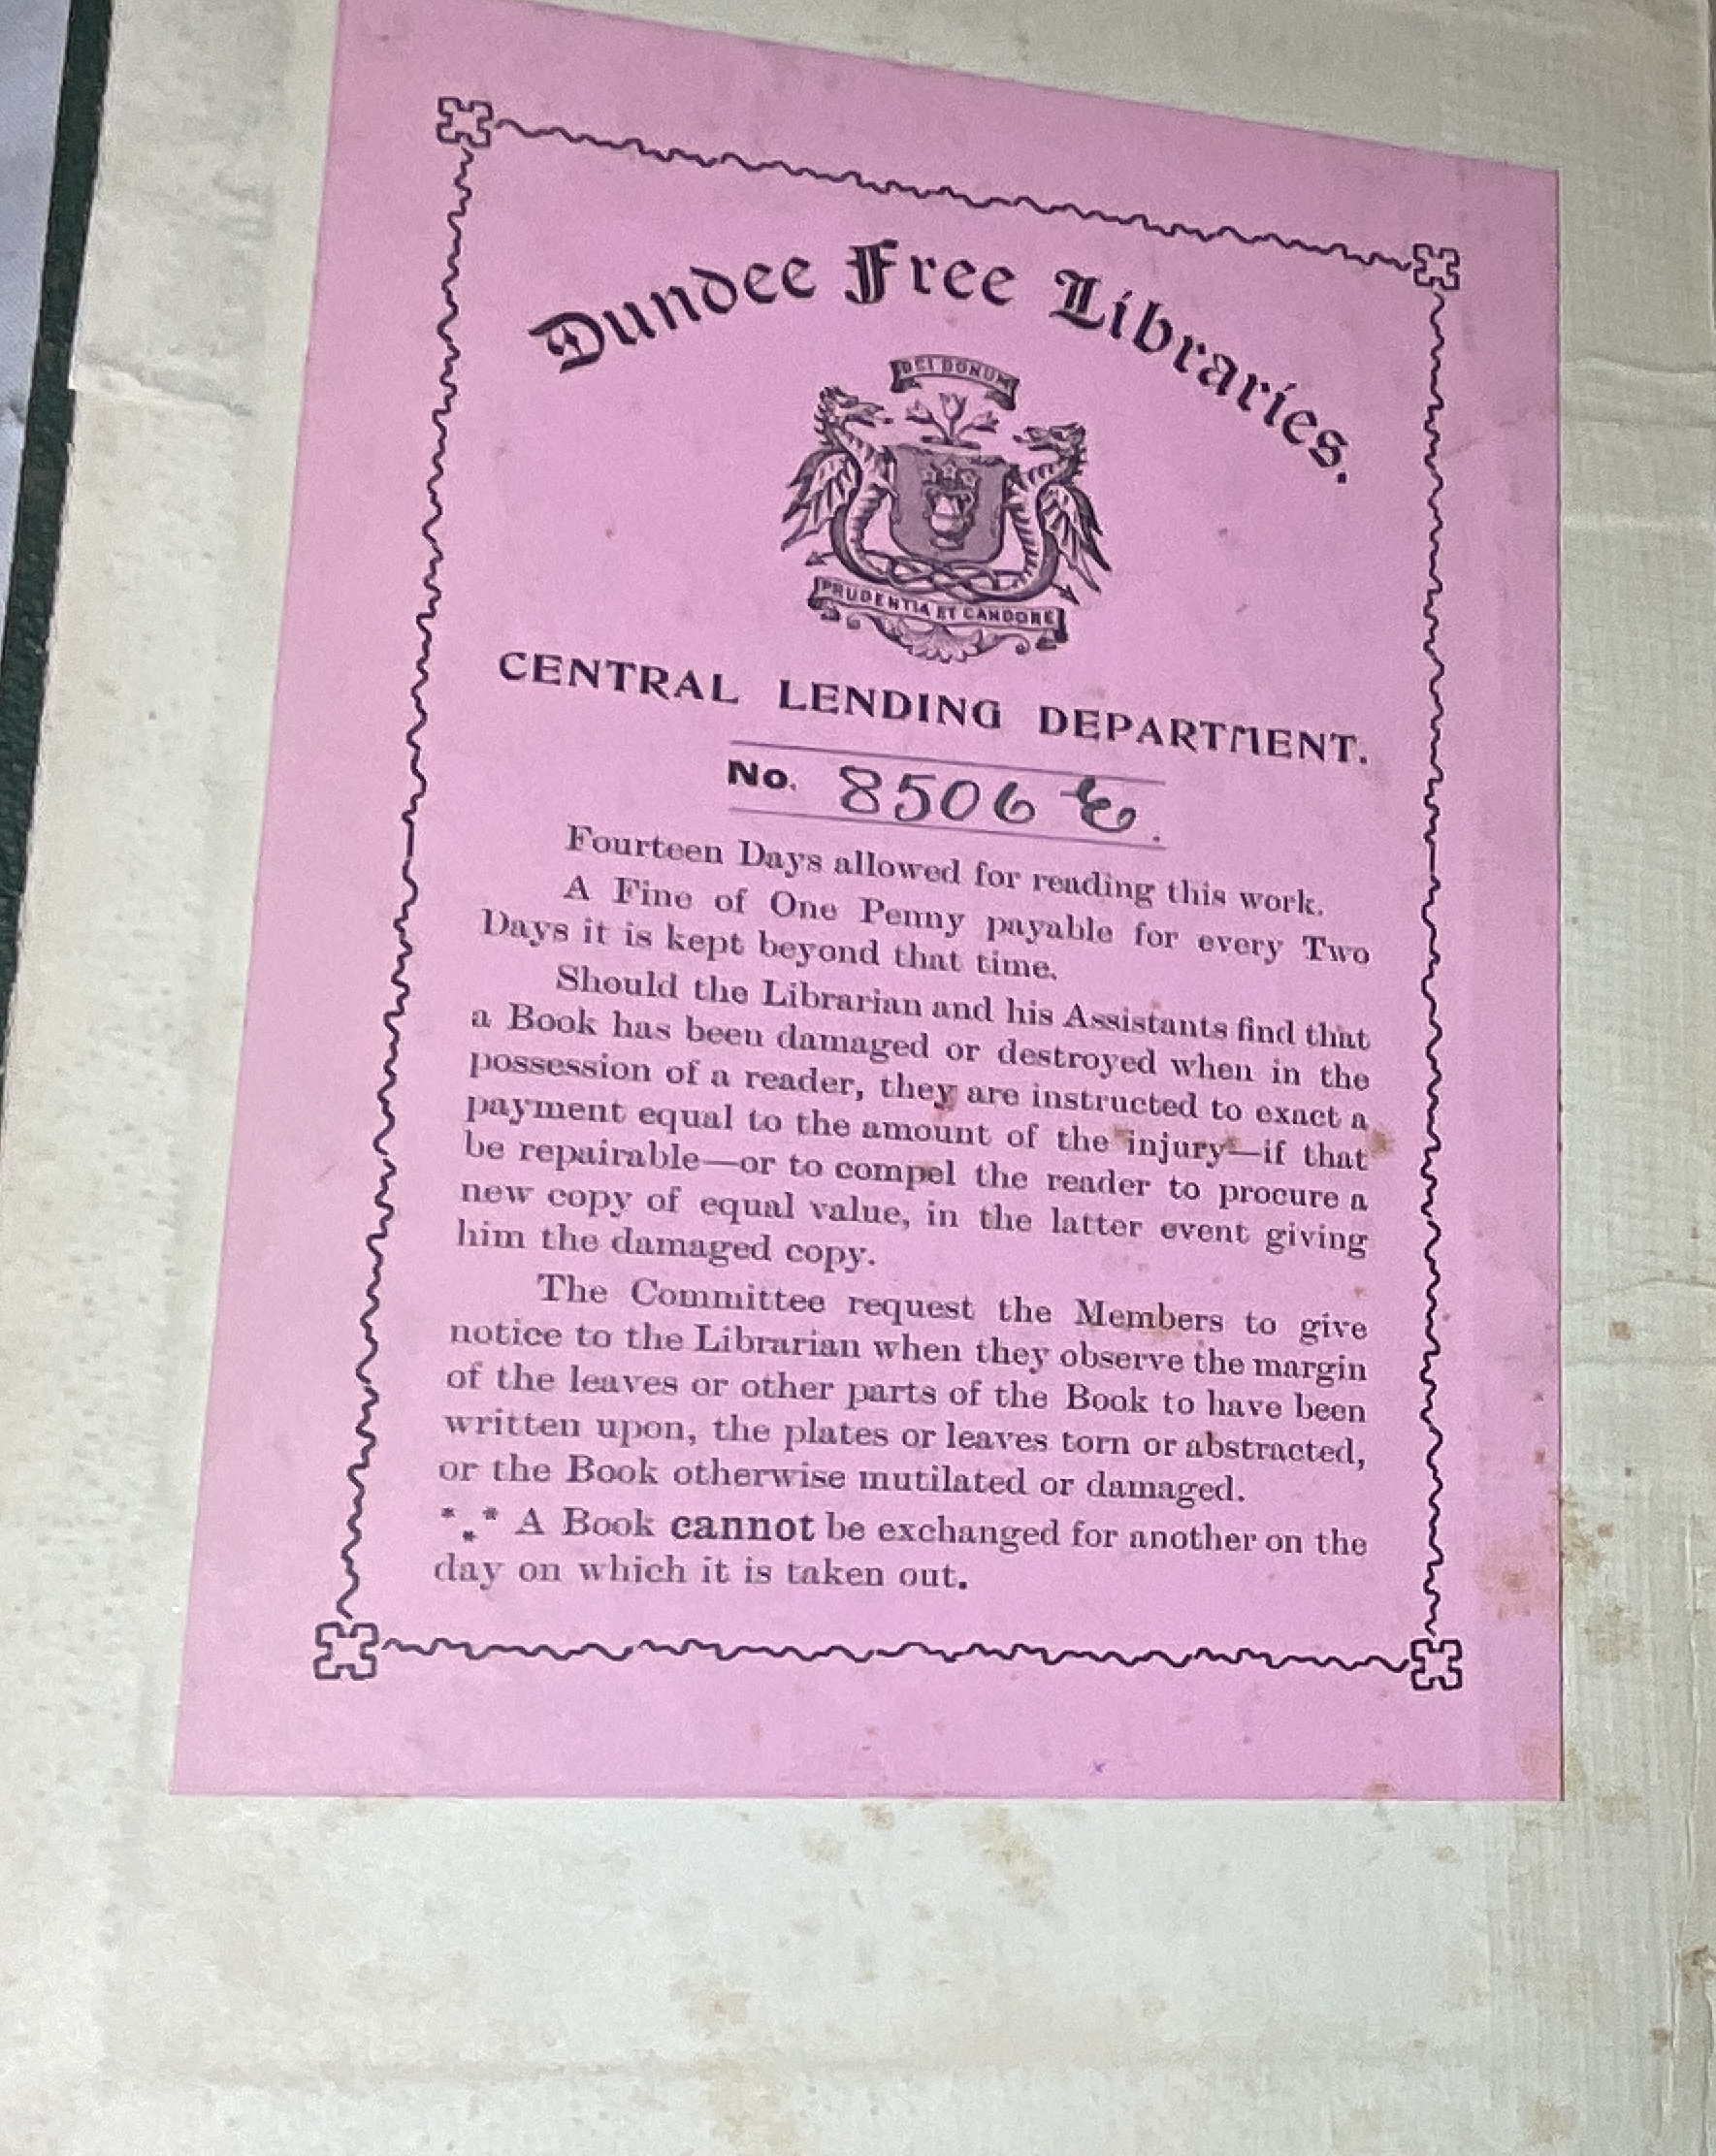 Dundee Free Libraries.
DEI DONUM
PRUDENTIA ET CANDORE
CENTRAL LENDING DEPARTMENT.
No. 8506 E.
Fourteen Days allowed for reading this work.
A Fine of One Penny payable for every Two
Days it is kept beyond that time.
Should the Librarian and his Assistants find that
a Book has been damaged or destroyed when in the
possession of a reader, they are instructed to exact a
payment equal to the amount of the injury—if that
be repairable—or to compel the reader to procure a
new copy of equal value, in the latter event giving
him the damaged copy.
The Committee request the Members to give
notice to the Librarian when they observe the margin
of the leaves or other parts of the Book to have been
written upon, the plates or leaves torn or abstracted,
or the Book otherwise mutilated or damaged.
*** A Book cannot be exchanged for another on the
day on which it is taken out.